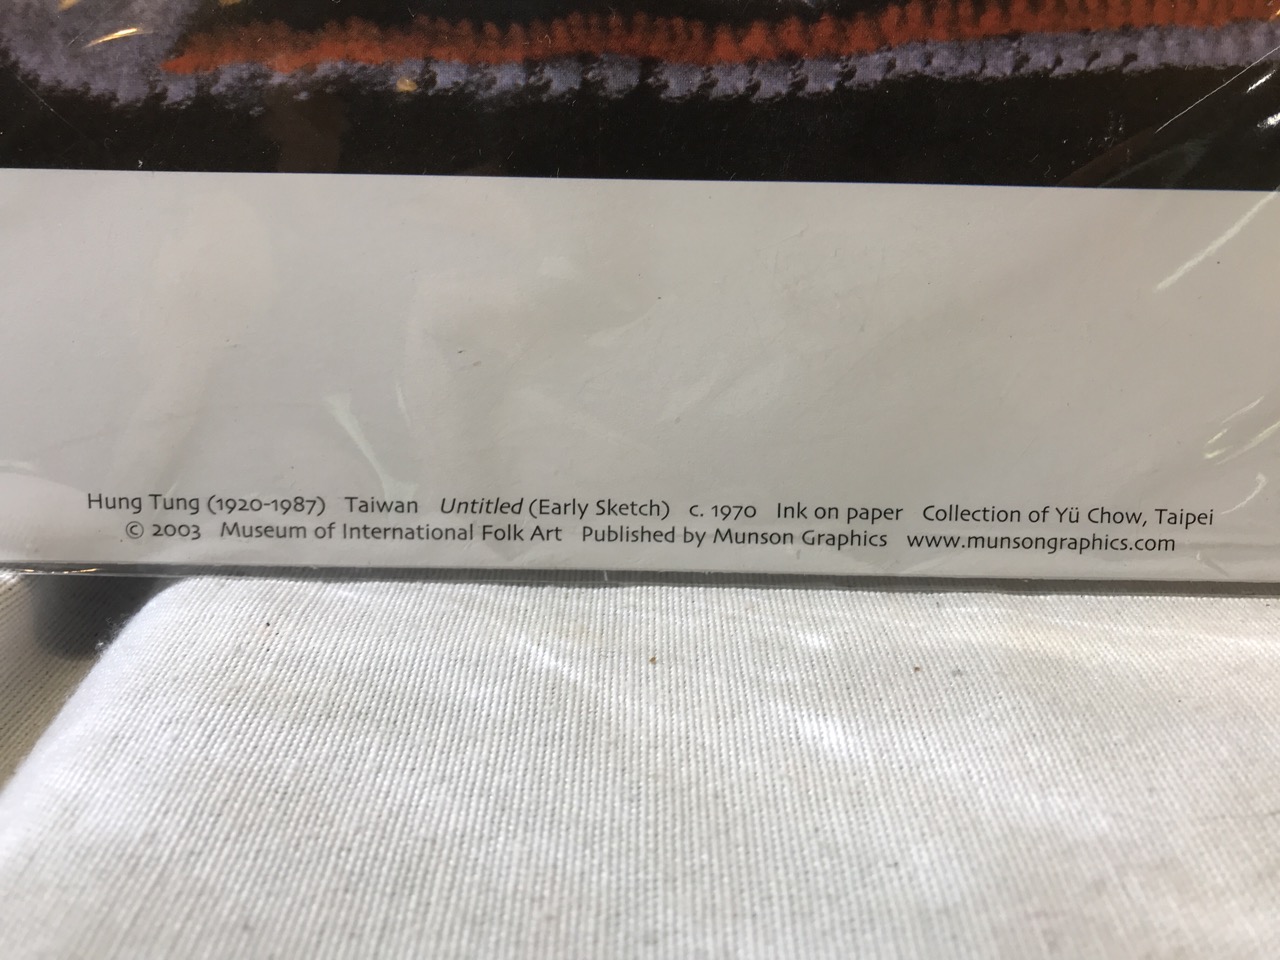 Hung Tung (1920-1987) Taiwan Untitled (Early Sketch) c. 1970 Ink on paper Collection of Yü Chow, Taipei
© 2003 Museum of International Folk Art Published by Munson Graphics www.munsongraphics.com